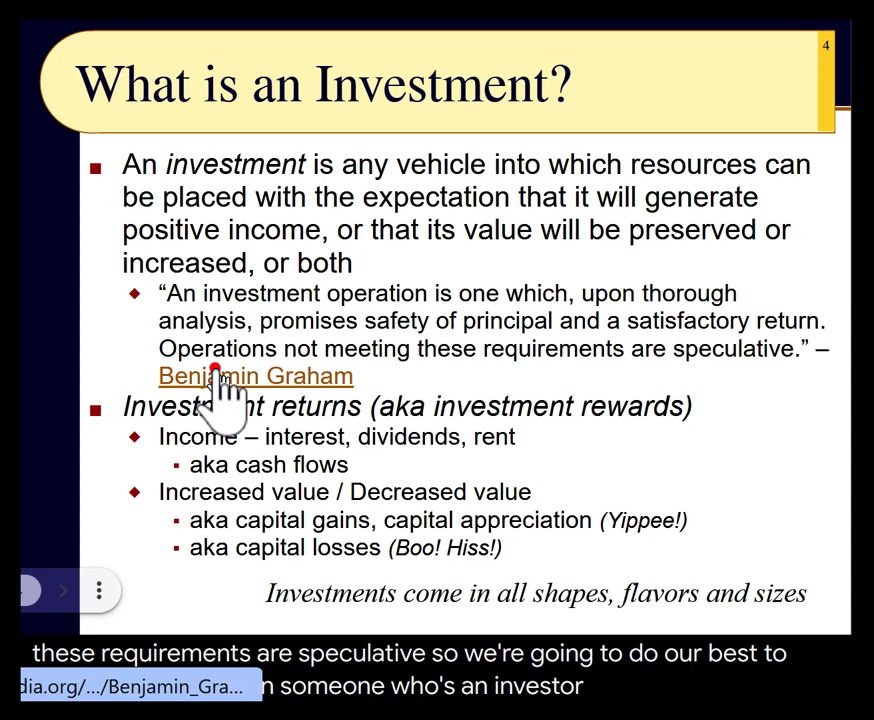 4
What is an Investment?
An investment is any vehicle into which resources can
be placed with the expectation that it will generate
positive income, or that its value will be preserved or
increased, or both
“An investment operation is one which, upon thorough
analysis, promises safety of principal and a satisfactory return.
Operations not meeting these requirements are speculative.” –
Benjamin Graham
Investment returns (aka investment rewards)
Income – interest, dividends, rent
aka cash flows
Increased value / Decreased value
aka capital gains, capital appreciation (Yippee!)
aka capital losses (Boo! Hiss!)
Investments come in all shapes, flavors and sizes
these requirements are speculative so we're going to do our best to
dia.org/.../Benjamin_Gra... someone who's an investor